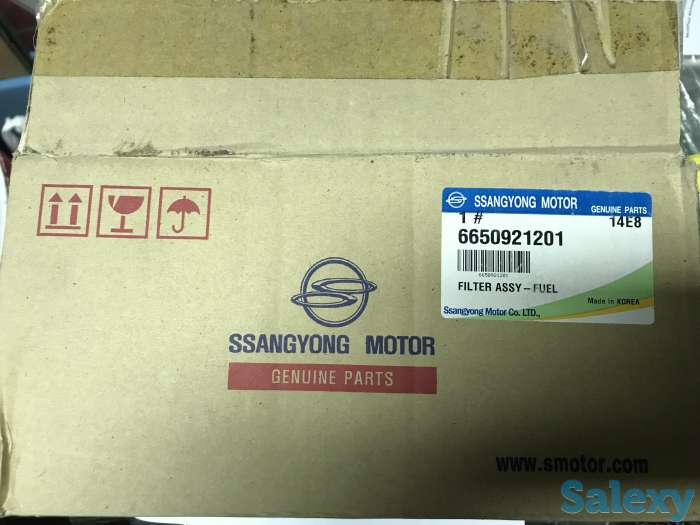 SSANGYONG MOTOR GENUINE PARTS
1 # 14E8
6650921201
6650921201
FILTER ASSY-FUEL
Made in KOREA
Ssangyong Motor Co. LTD.,
SSANGYONG MOTOR
GENUINE PARTS
www.smotor.com
Salexy